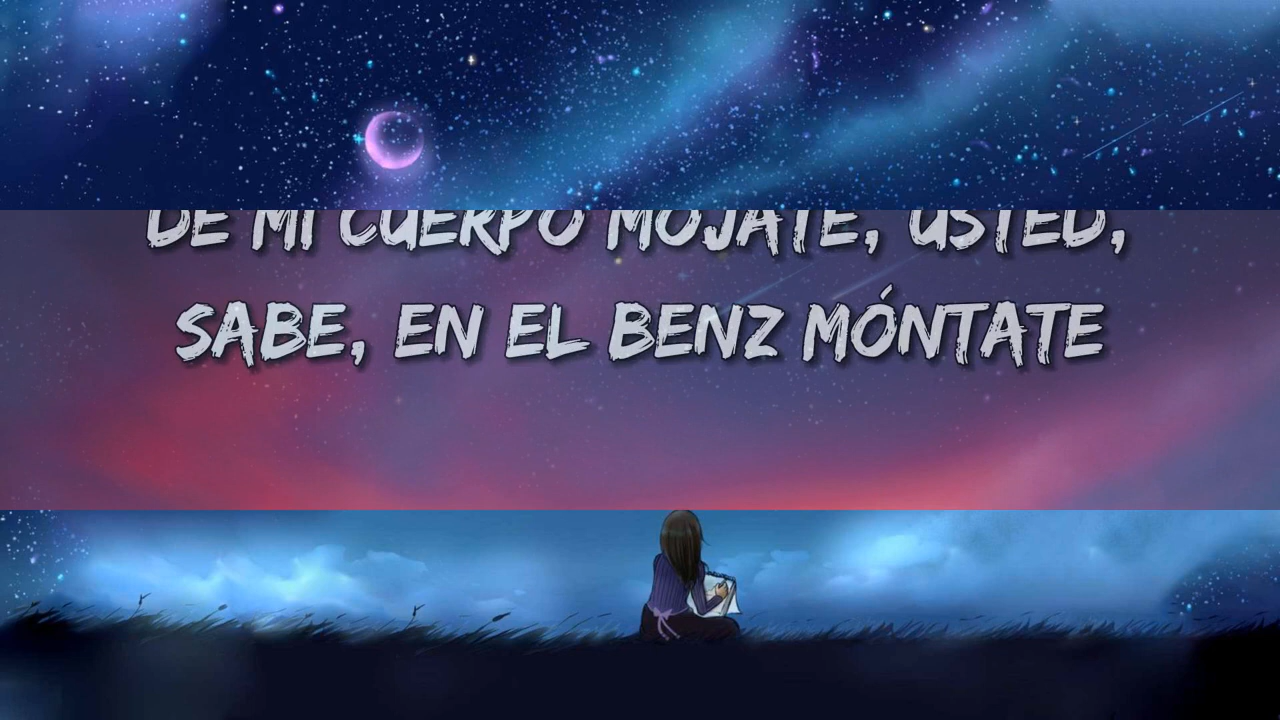 DE MI CUERPO MOJATE, USTED,
SABE, EN EL BENZ MÓNTATE